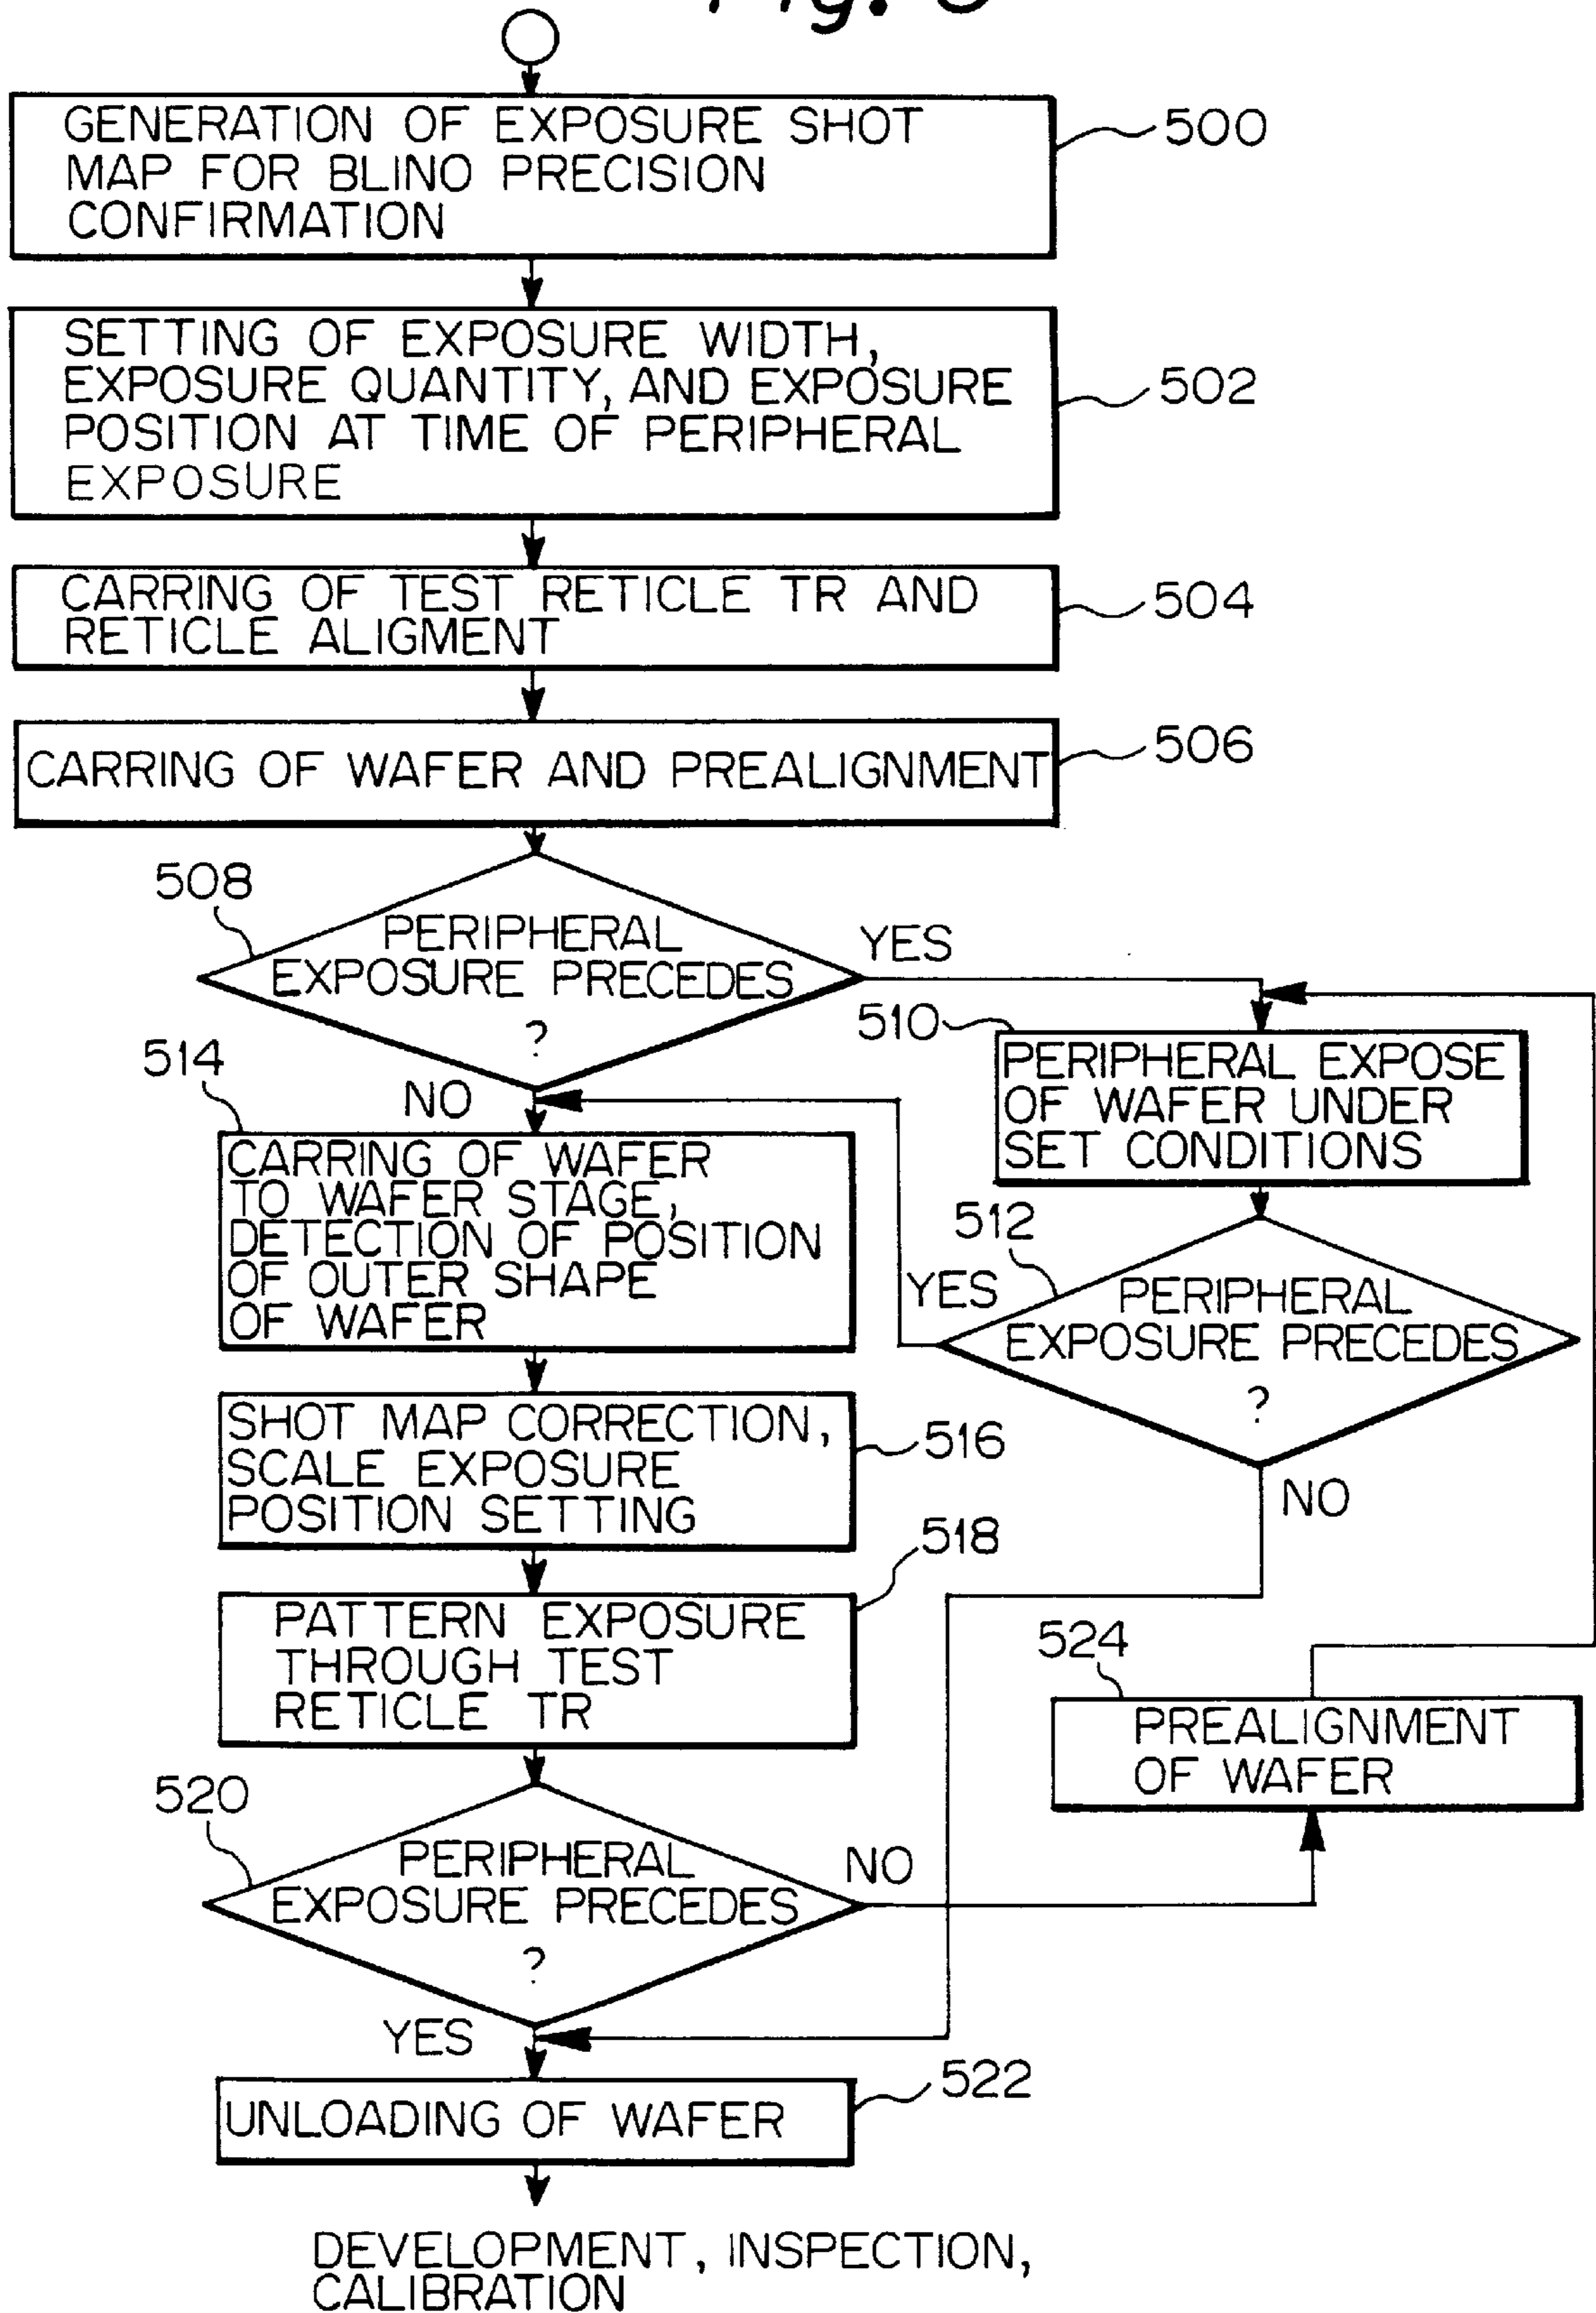 GENERATION OF EXPOSURE SHOT
MAP FOR BLINO PRECISION
CONFIRMATION
500
SETTING OF EXPOSURE WIDTH,
EXPOSURE QUANTITY, AND EXPOSURE
POSITION AT TIME OF PERIPHERAL
EXPOSURE
502
CARRING OF TEST RETICLE TR AND
RETICLE ALIGMENT
504
CARRING OF WAFER AND PREALIGNMENT
506
508
PERIPHERAL
EXPOSURE PRECEDES
?
YES
NO
510
PERIPHERAL EXPOSE
OF WAFER UNDER
SET CONDITIONS
512
PERIPHERAL
EXPOSURE PRECEDES
?
YES
NO
514
CARRING OF WAFER
TO WAFER STAGE,
DETECTION OF POSITION
OF OUTER SHAPE
OF WAFER
SHOT MAP CORRECTION,
SCALE EXPOSURE
POSITION SETTING
516
518
PATTERN EXPOSURE
THROUGH TEST
RETICLE TR
520
PERIPHERAL
EXPOSURE PRECEDES
?
NO
YES
524
PREALIGNMENT
OF WAFER
522
UNLOADING OF WAFER
DEVELOPMENT, INSPECTION,
CALIBRATION